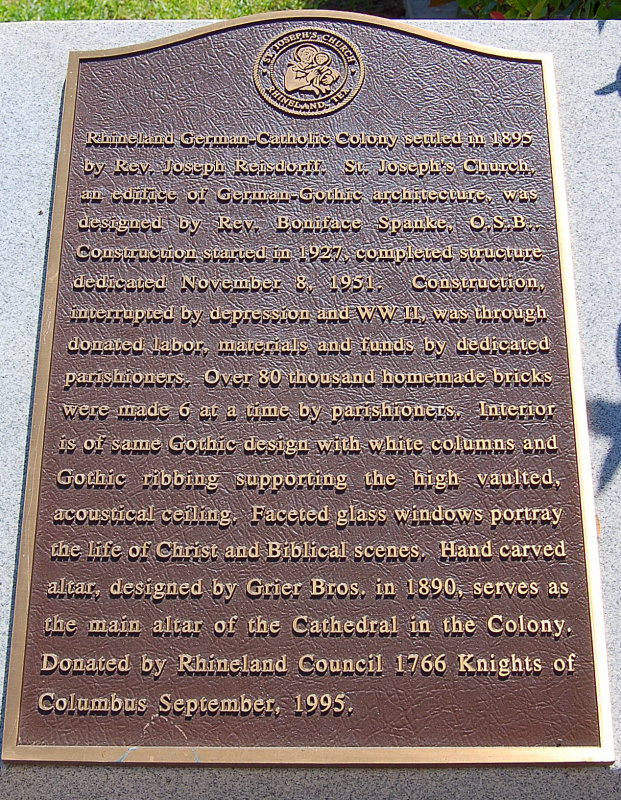 ST. JOSEPH'S CHURCH
RHINELAND, TEX.
Rhineland German-Catholic Colony settled in 1895
by Rev. Joseph Reisdorff. St. Joseph's Church,
an edifice of German-Gothic architecture, was
designed by Rev. Boniface Spanke, O.S.B..
Construction started in 1927, completed structure
dedicated November 8, 1951. Construction,
interrupted by depression and WW II, was through
donated labor, materials and funds by dedicated
parishioners. Over 80 thousand homemade bricks
were made 6 at a time by parishioners. Interior
is of same Gothic design with white columns and
Gothic ribbing supporting the high vaulted,
acoustical ceiling. Faceted glass windows portray
the life of Christ and Biblical scenes. Hand carved
altar, designed by Grier Bros. in 1890, serves as
the main altar of the Cathedral in the Colony.
Donated by Rhineland Council 1766 Knights of
Columbus September, 1995.